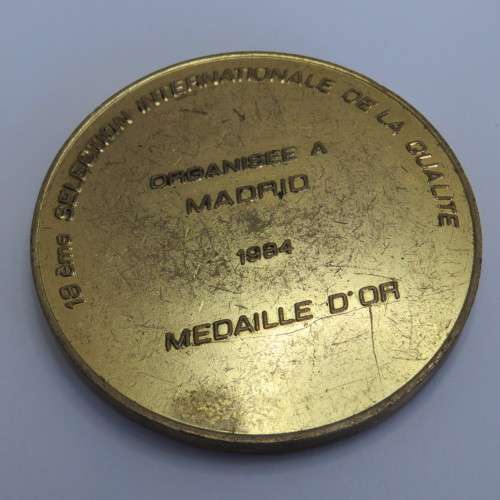 18 ème SELECTION INTERNATIONALE DE LA QUALITE
ORGANISEE A
MADRID
1984
MEDAILLE D'OR